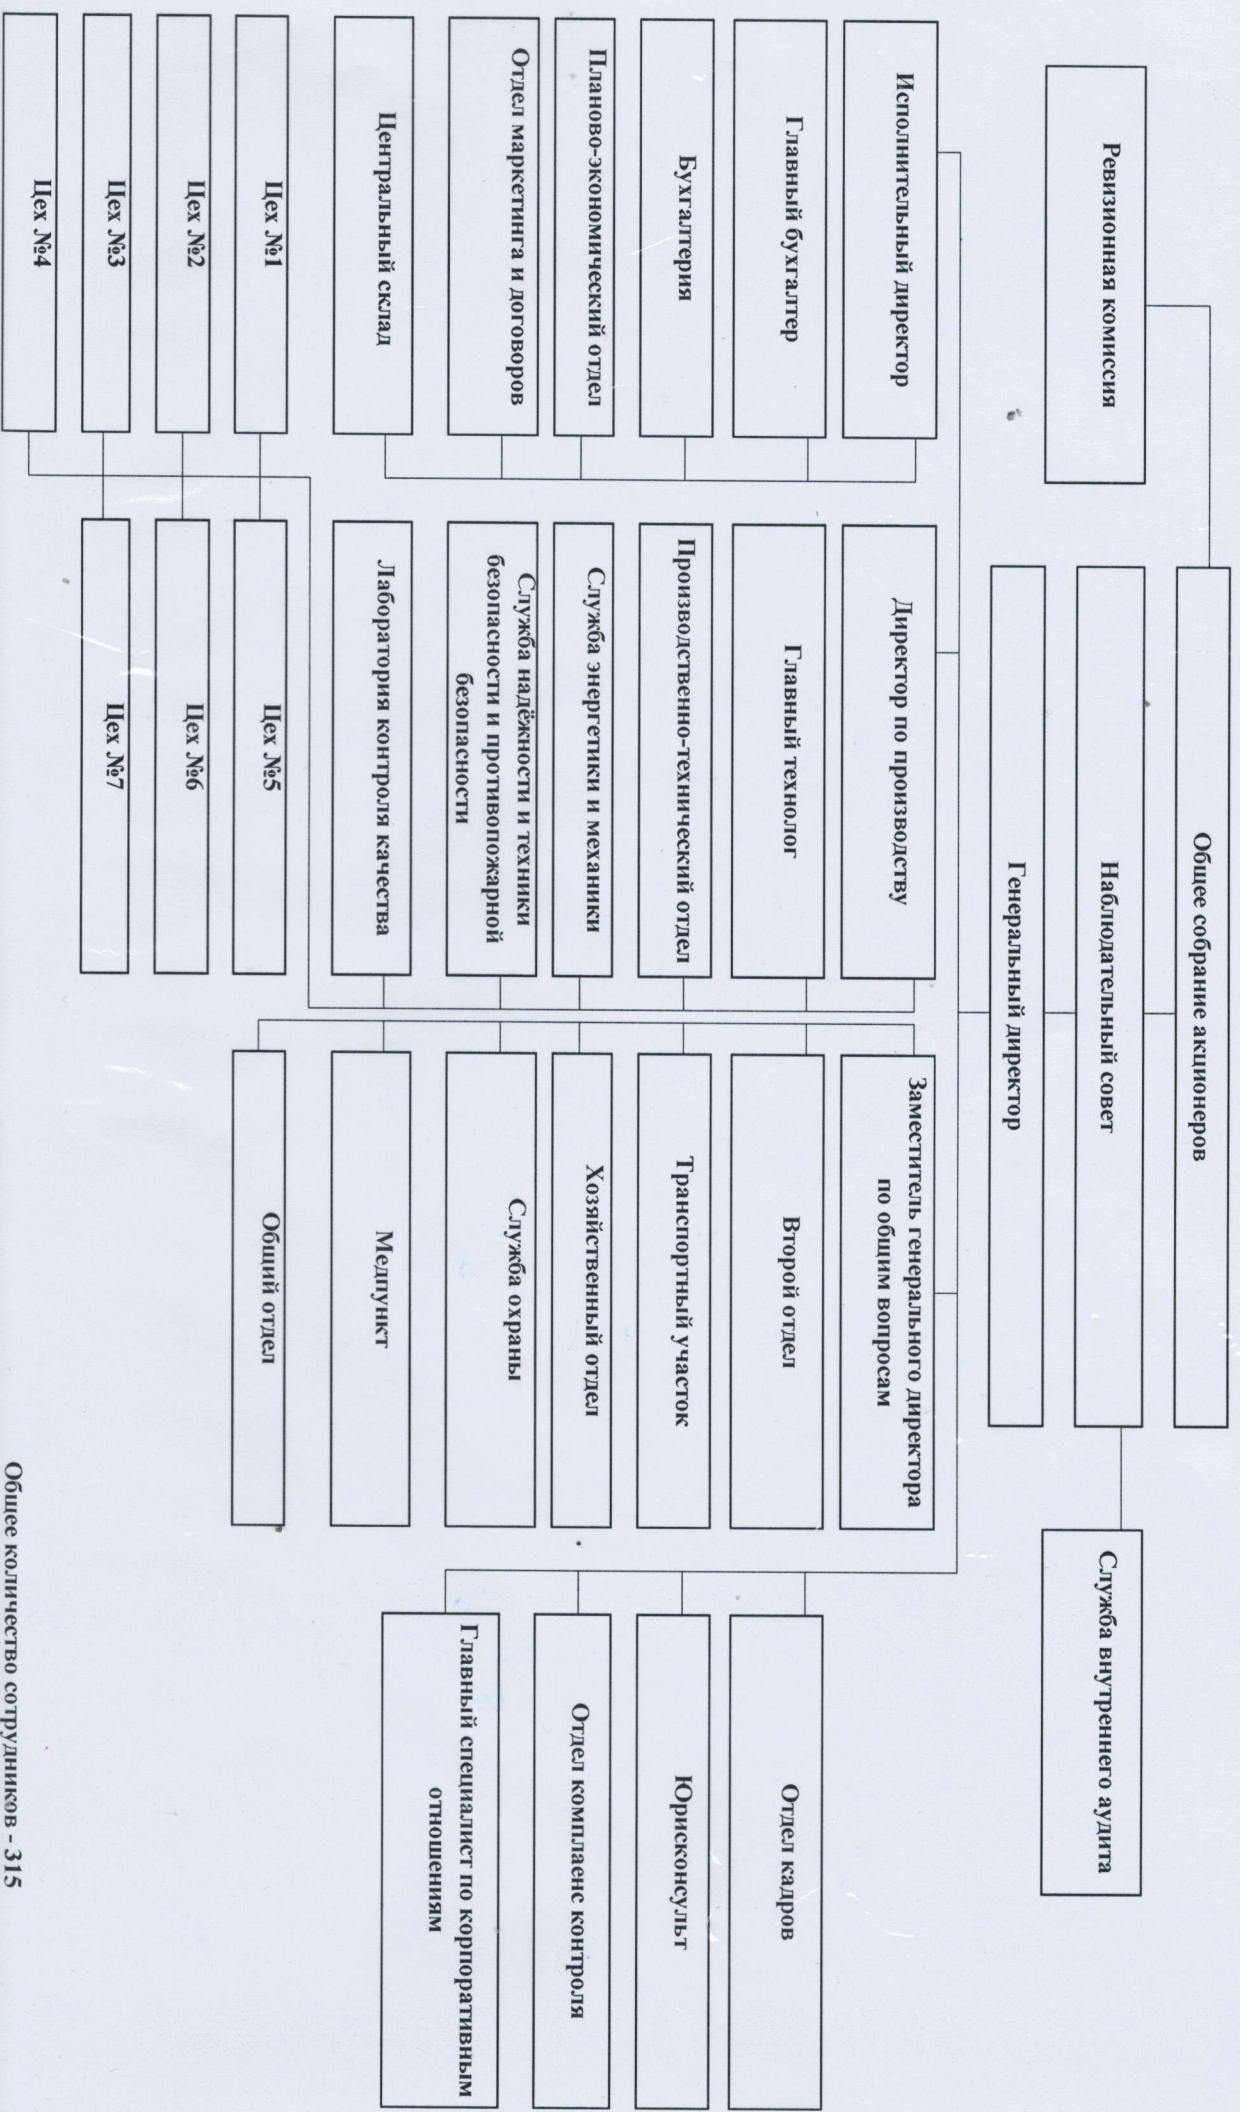 Общее собрание акционеров
Ревизионная комиссия
Наблюдательный совет
Служба внутреннего аудита
Генеральный директор
Исполнительный директор
Главный бухгалтер
Бухгалтерия
Планово-экономический отдел
Отдел маркетинга и договоров
Центральный склад
Директор по производству
Главный технолог
Производственно-технический отдел
Служба энергетики и механики
Служба надёжности и техники
безопасности и противопожарной
безопасности
Лаборатория контроля качества
Цех №1
Цех №2
Цех №3
Цех №4
Цех №5
Цех №6
Цех №7
Заместитель генерального директора
по общим вопросам
Второй отдел
Транспортный участок
Хозяйственный отдел
Служба охраны
Медпункт
Общий отдел
Отдел кадров
Юрисконсульт
Отдел комплаенс контроля
Главный специалист по корпоративным
отношениям
Общее количество сотрудников - 315